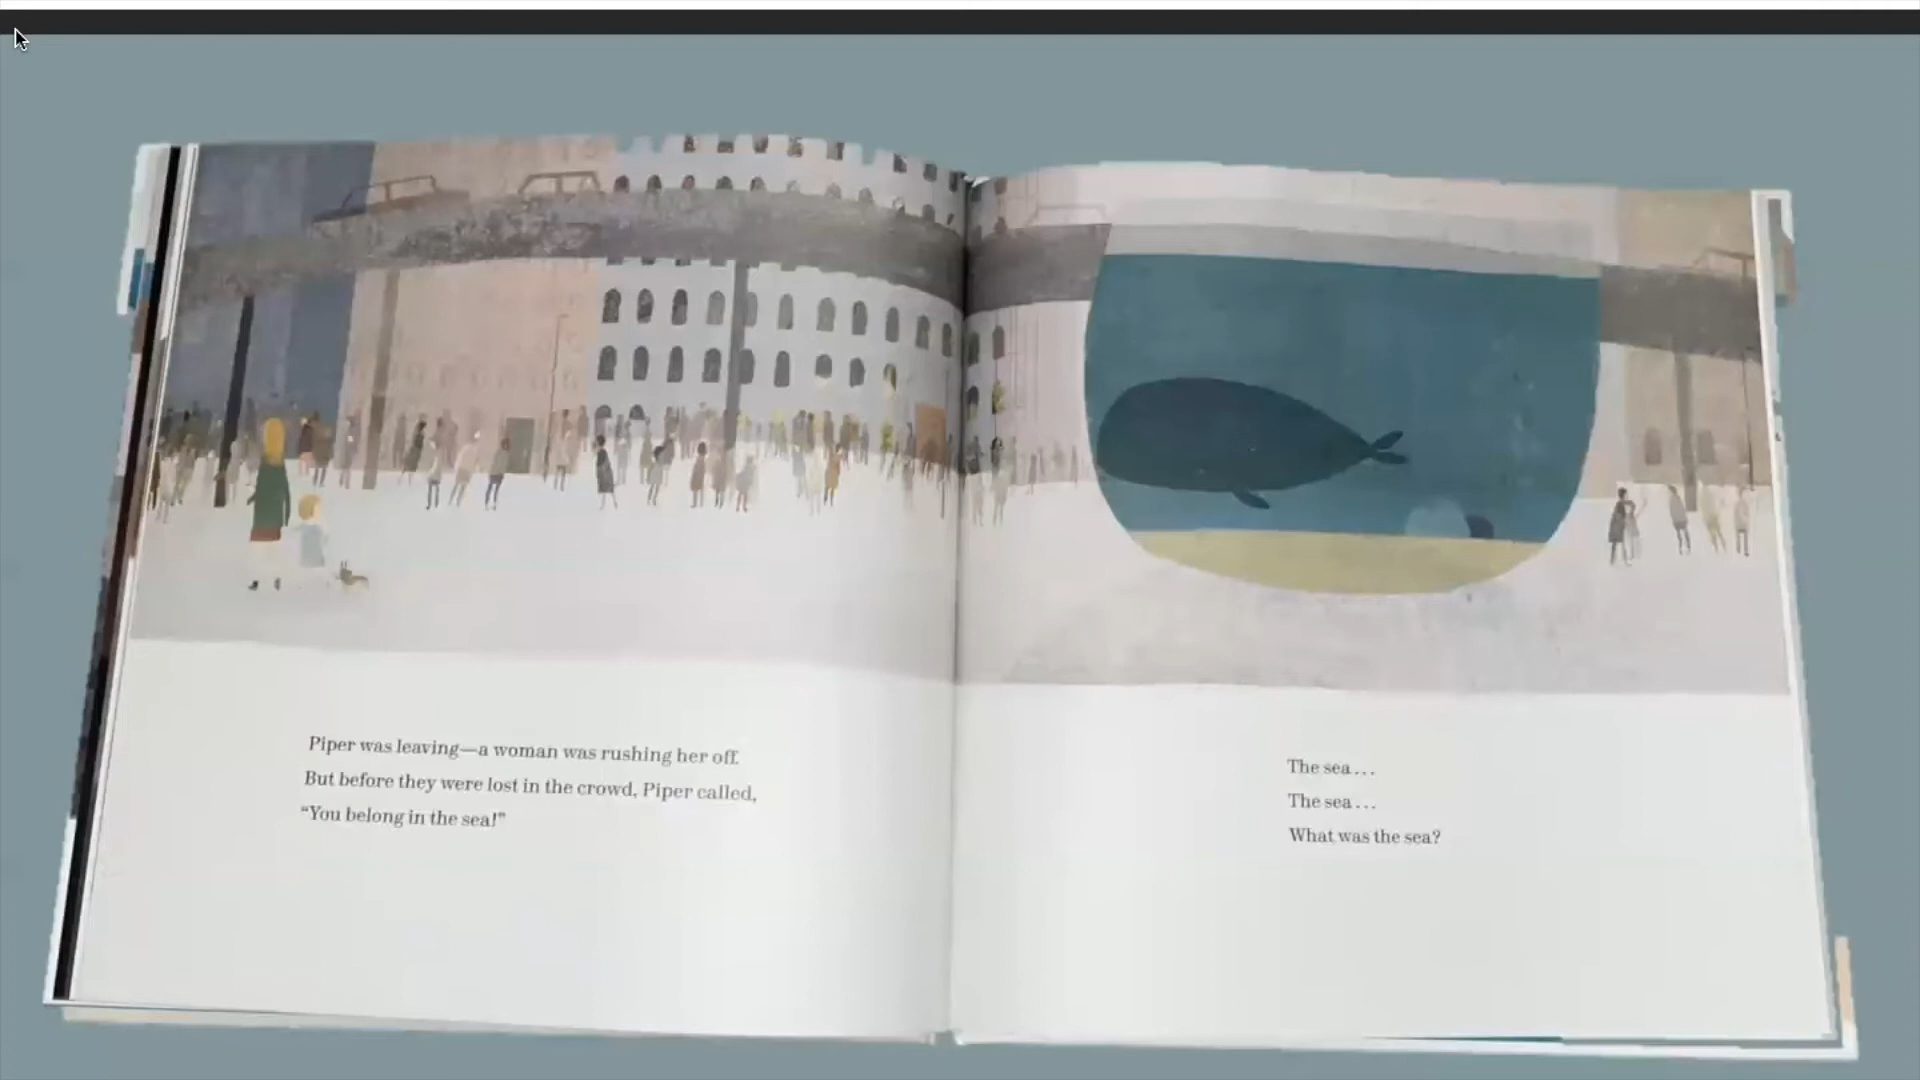 Piper was leaving—a woman was rushing her off.
But before they were lost in the crowd, Piper called,
“You belong in the sea!”
The sea...
The sea...
What was the sea?